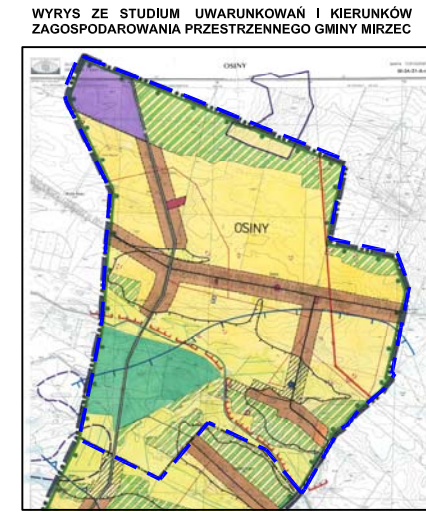 WYRYS ZE STUDIUM UWARUNKOWAŃ I KIERUNKÓW
ZAGOSPODAROWANIA PRZESTRZENNEGO GMINY MIRZEC
OSINY
OSINY